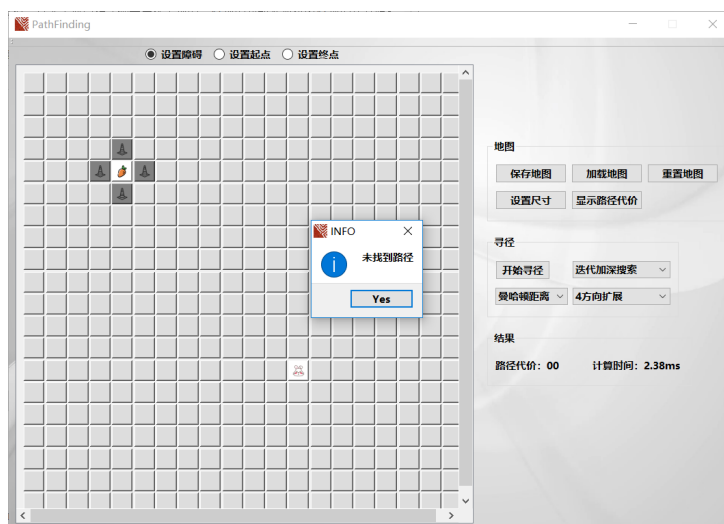 PathFinding
设置障碍 设置起点 设置终点
地图
保存地图 加载地图 重置地图
设置尺寸 显示路径代价
INFO
未找到路径
Yes
寻径
开始寻径 迭代加深搜索
曼哈顿距离 4方向扩展
结果
路径代价：00 计算时间：2.38ms